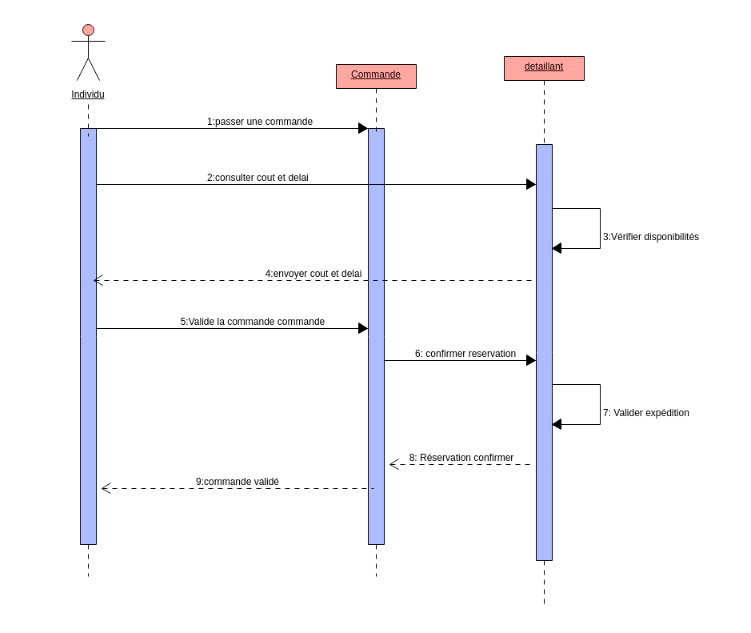 Individu
Commande
detaillant
1:passer une commande
2:consulter cout et delai
3:Vérifier disponibilités
4:envoyer cout et delai
5:Valide la commande commande
6: confirmer reservation
7: Valider expédition
8: Réservation confirmer
9:commande validé